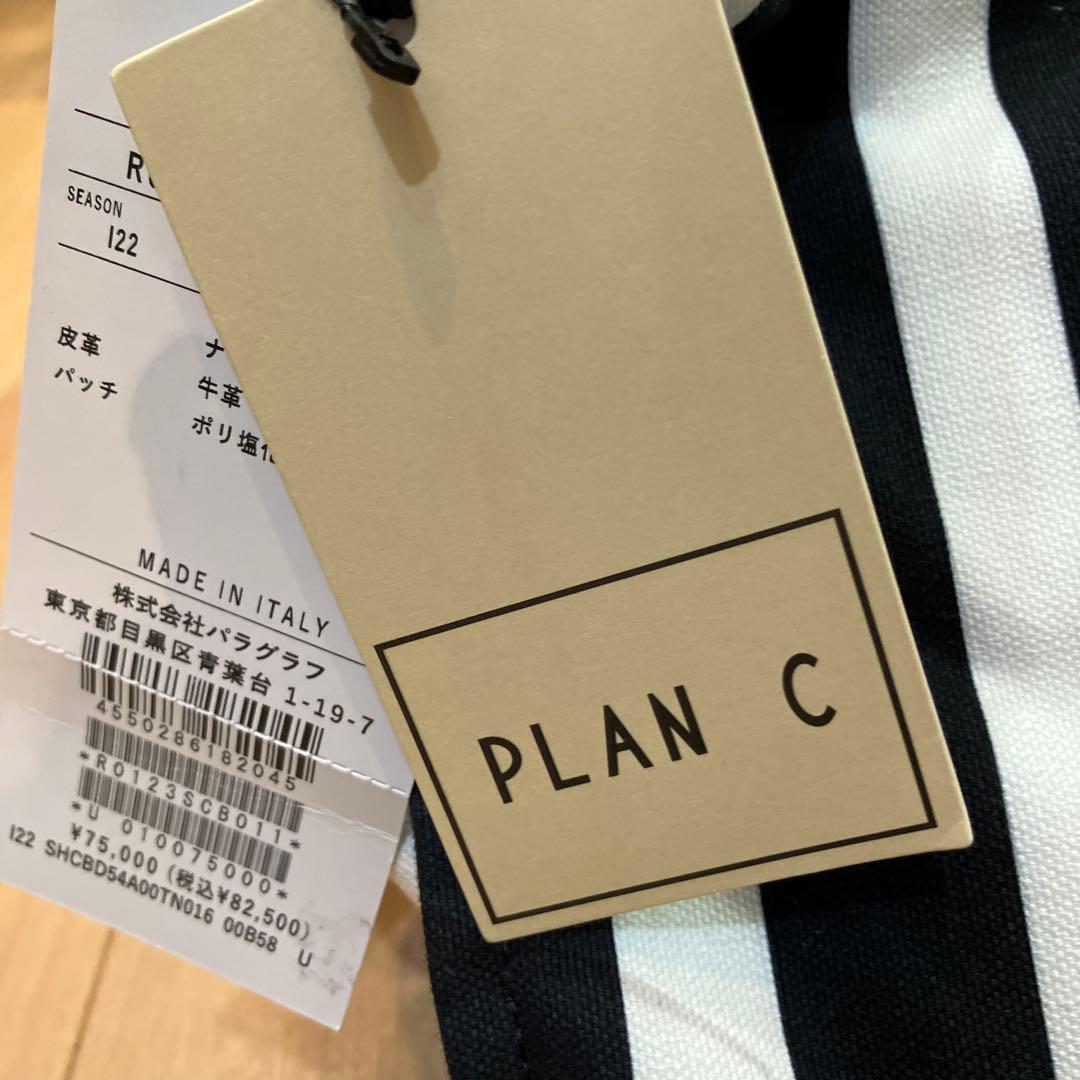 SEASON
I22
皮革
パッチ
牛革
MADE IN ITALY
株式会社パラグラフ
東京都目黒区青葉台 1-19-7
4550286182045
*R0123SCB011*
*U 010075000*
¥75,000 (税込¥82,500)
I22 SHCBD54A00TN016 00B58 U
PLAN C